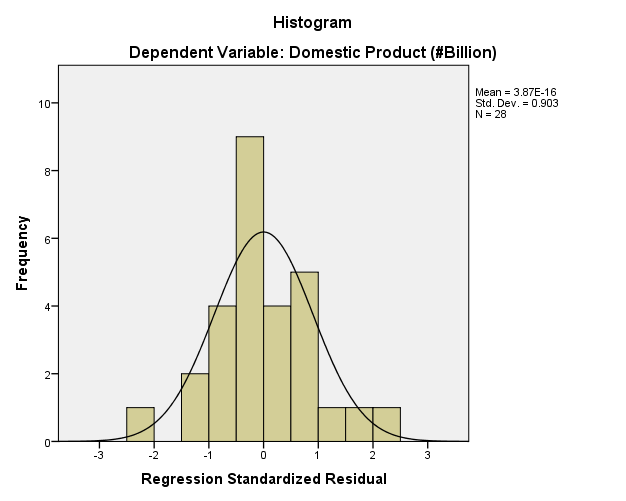 Histogram
Dependent Variable: Domestic Product (#Billion)
Mean = 3.87E-16
Std. Dev. = 0.903
N = 28
10
8
6
4
2
0
Frequency
-3 -2 -1 0 1 2 3
Regression Standardized Residual